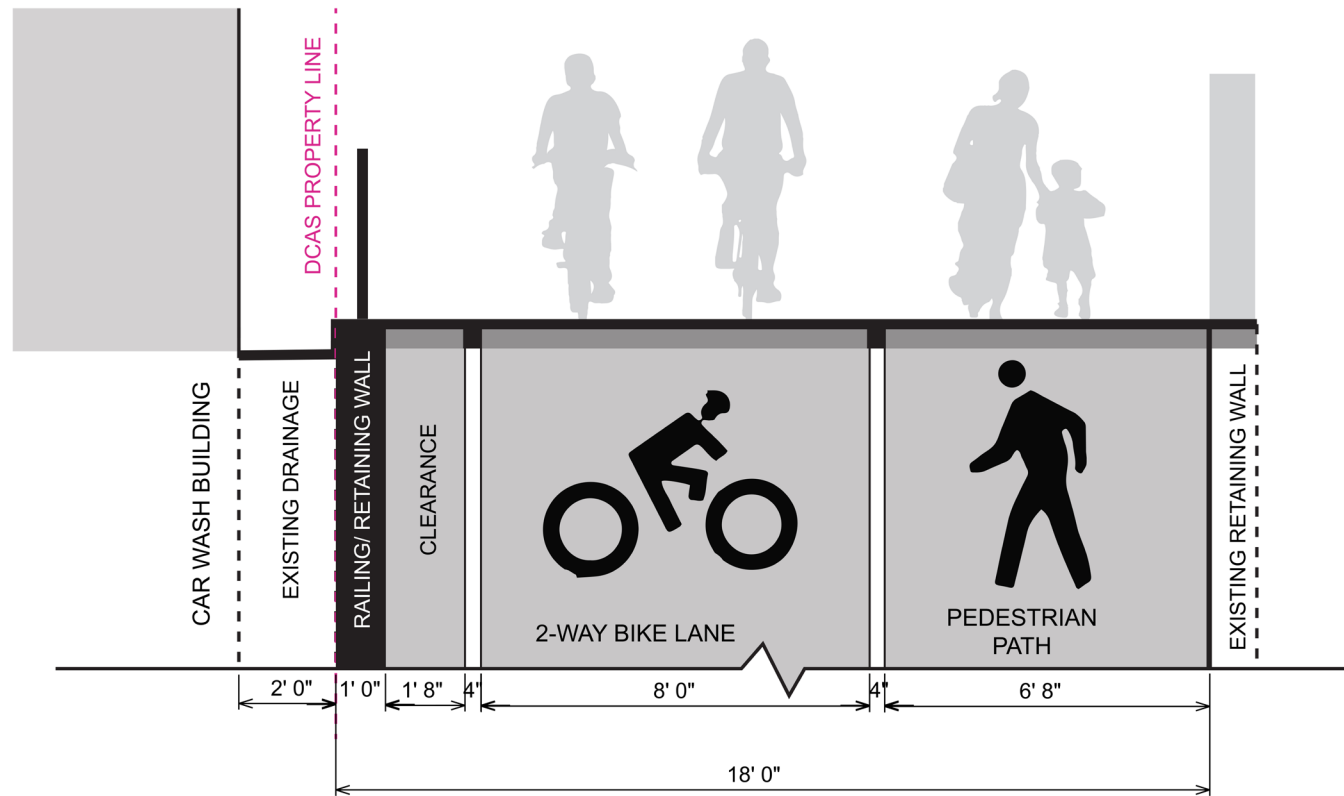 DCAS PROPERTY LINE
CAR WASH BUILDING
EXISTING DRAINAGE
RAILING/ RETAINING WALL
CLEARANCE
2-WAY BIKE LANE
PEDESTRIAN
PATH
EXISTING RETAINING WALL
2' 0"
1' 0"
1' 8"
4"
8' 0"
4"
6' 8"
18' 0"